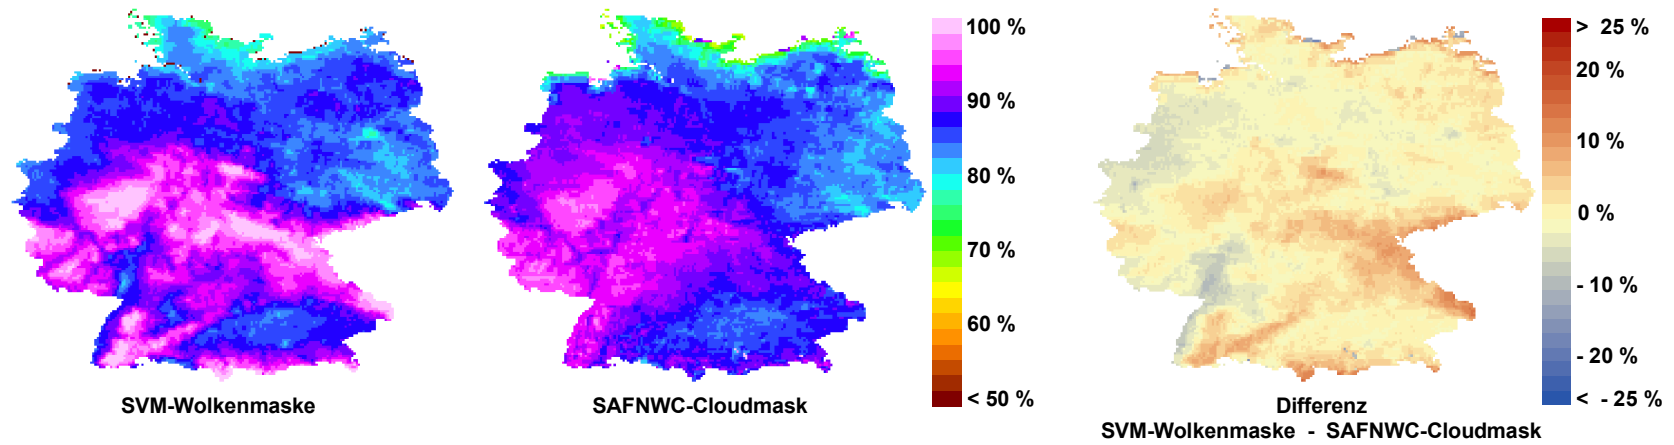 100 %
90 %
80 %
70 %
60 %
< 50 %
> 25 %
20 %
10 %
0 %
- 10 %
- 20 %
< - 25 %
SVM-Wolkenmaske
SAFNWC-Cloudmask
Differenz
SVM-Wolkenmaske - SAFNWC-Cloudmask